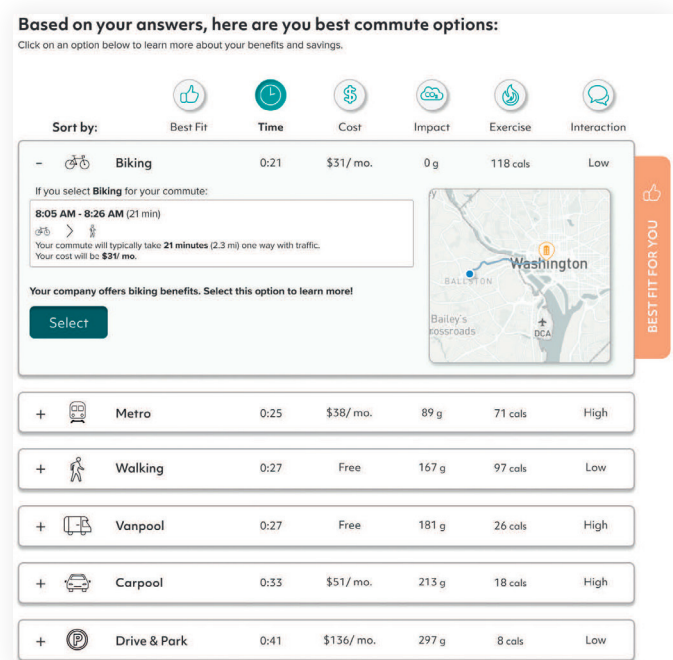 Based on your answers, here are you best commute options:
Click on an option below to learn more about your benefits and savings.
Sort by: Best Fit Time Cost Impact Exercise Interaction
- Biking 0:21 $31/ mo. 0 g 118 cals Low
If you select Biking for your commute:
8:05 AM - 8:26 AM (21 min)
Your commute will typically take 21 minutes (2.3 mi) one way with traffic.
Your cost will be $31/ mo.
Your company offers biking benefits. Select this option to learn more!
Select
Washington
BALLSTON
Bailey's
rossroads
DCA
BEST FIT FOR YOU
+ Metro 0:25 $38/ mo. 89 g 71 cals High
+ Walking 0:27 Free 167 g 97 cals Low
+ Vanpool 0:27 Free 181 g 26 cals High
+ Carpool 0:33 $51/ mo. 213 g 18 cals High
+ Drive & Park 0:41 $136/ mo. 297 g 8 cals Low